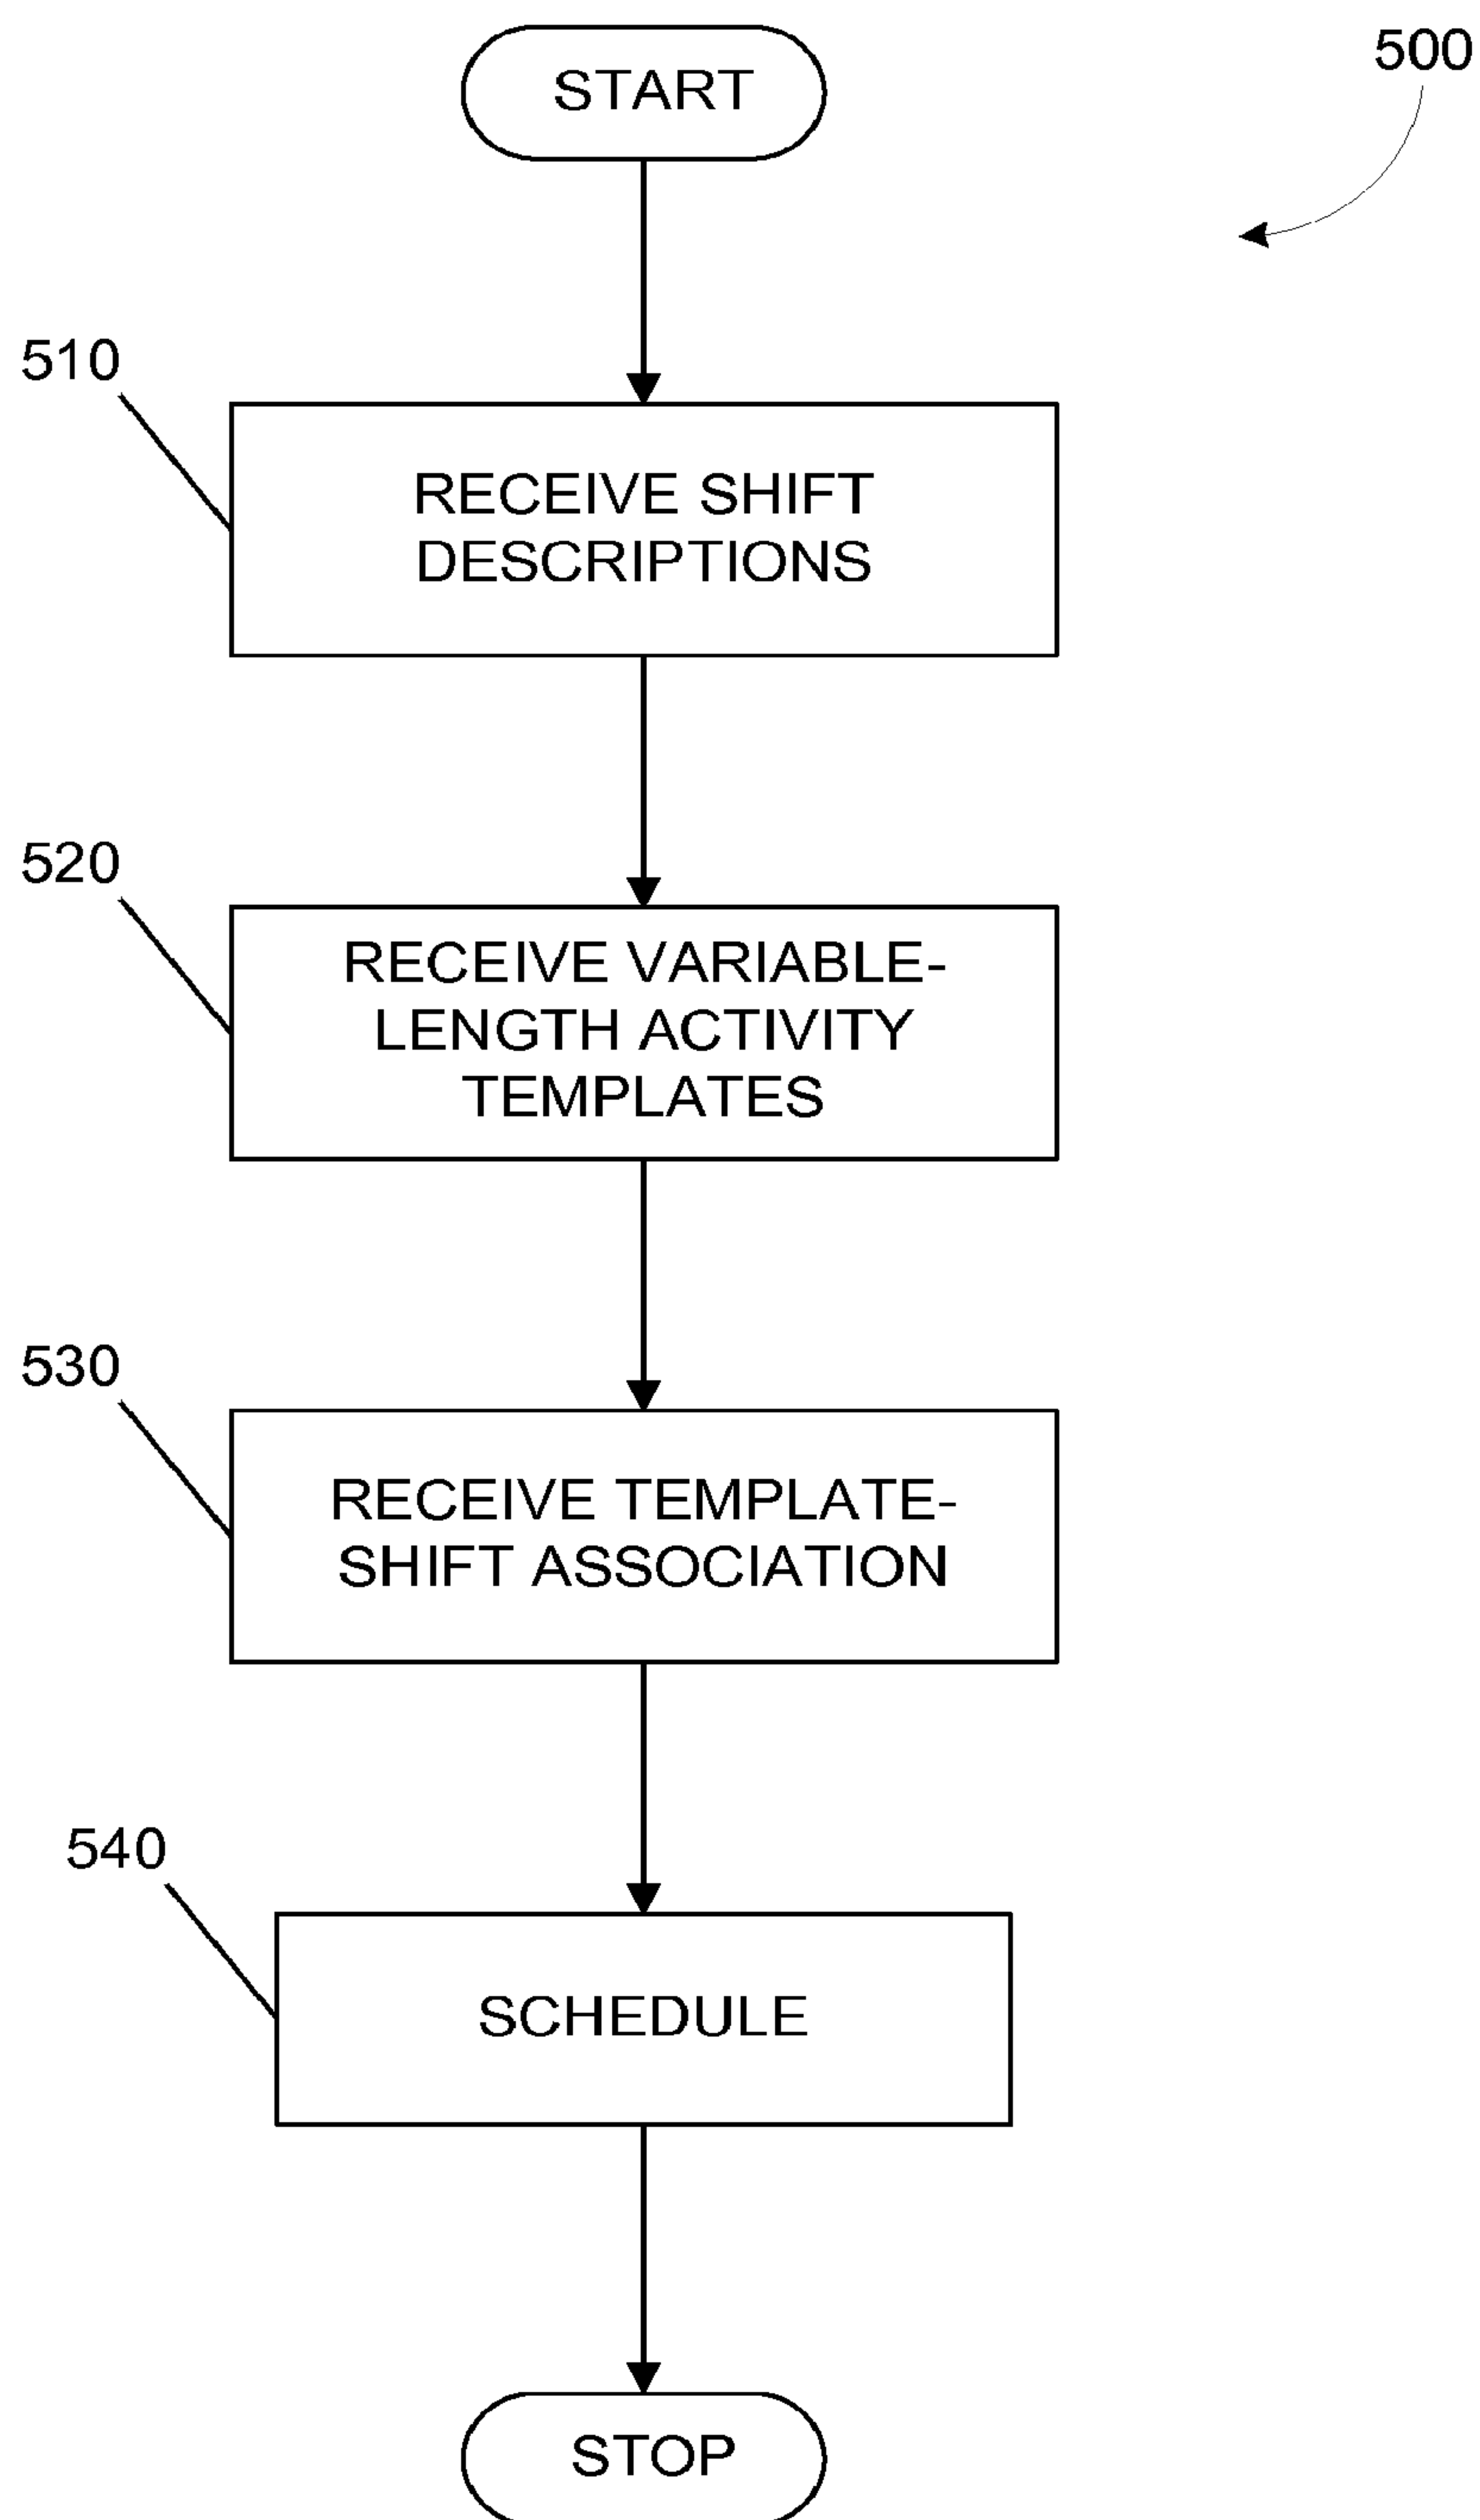 START
500
510
RECEIVE SHIFT
DESCRIPTIONS
520
RECEIVE VARIABLE-
LENGTH ACTIVITY
TEMPLATES
530
RECEIVE TEMPLATE-
SHIFT ASSOCIATION
540
SCHEDULE
STOP